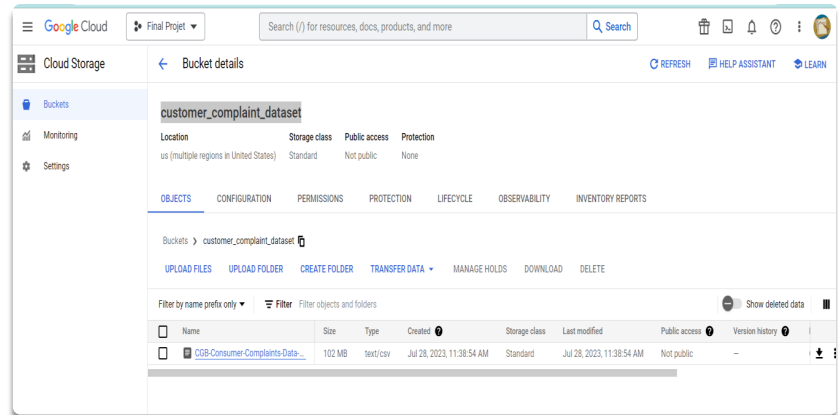 Google Cloud
Final Projet
Search (/) for resources, docs, products, and more
Search
Cloud Storage
Bucket details
REFRESH
HELP ASSISTANT
LEARN
Buckets
Monitoring
Settings
customer_complaint_dataset
Location Storage class Public access Protection
us (multiple regions in United States) Standard Not public None
OBJECTS CONFIGURATION PERMISSIONS PROTECTION LIFECYCLE OBSERVABILITY INVENTORY REPORTS
Buckets > customer_complaint_dataset
UPLOAD FILES UPLOAD FOLDER CREATE FOLDER TRANSFER DATA MANAGE HOLDS DOWNLOAD DELETE
Filter by name prefix only Filter Filter objects and folders Show deleted data
Name Size Type Created Storage class Last modified Public access Version history
CGB-Consumer-Complaints-Data-... 102 MB text/csv Jul 28, 2023, 11:38:54 AM Standard Jul 28, 2023, 11:38:54 AM Not public –